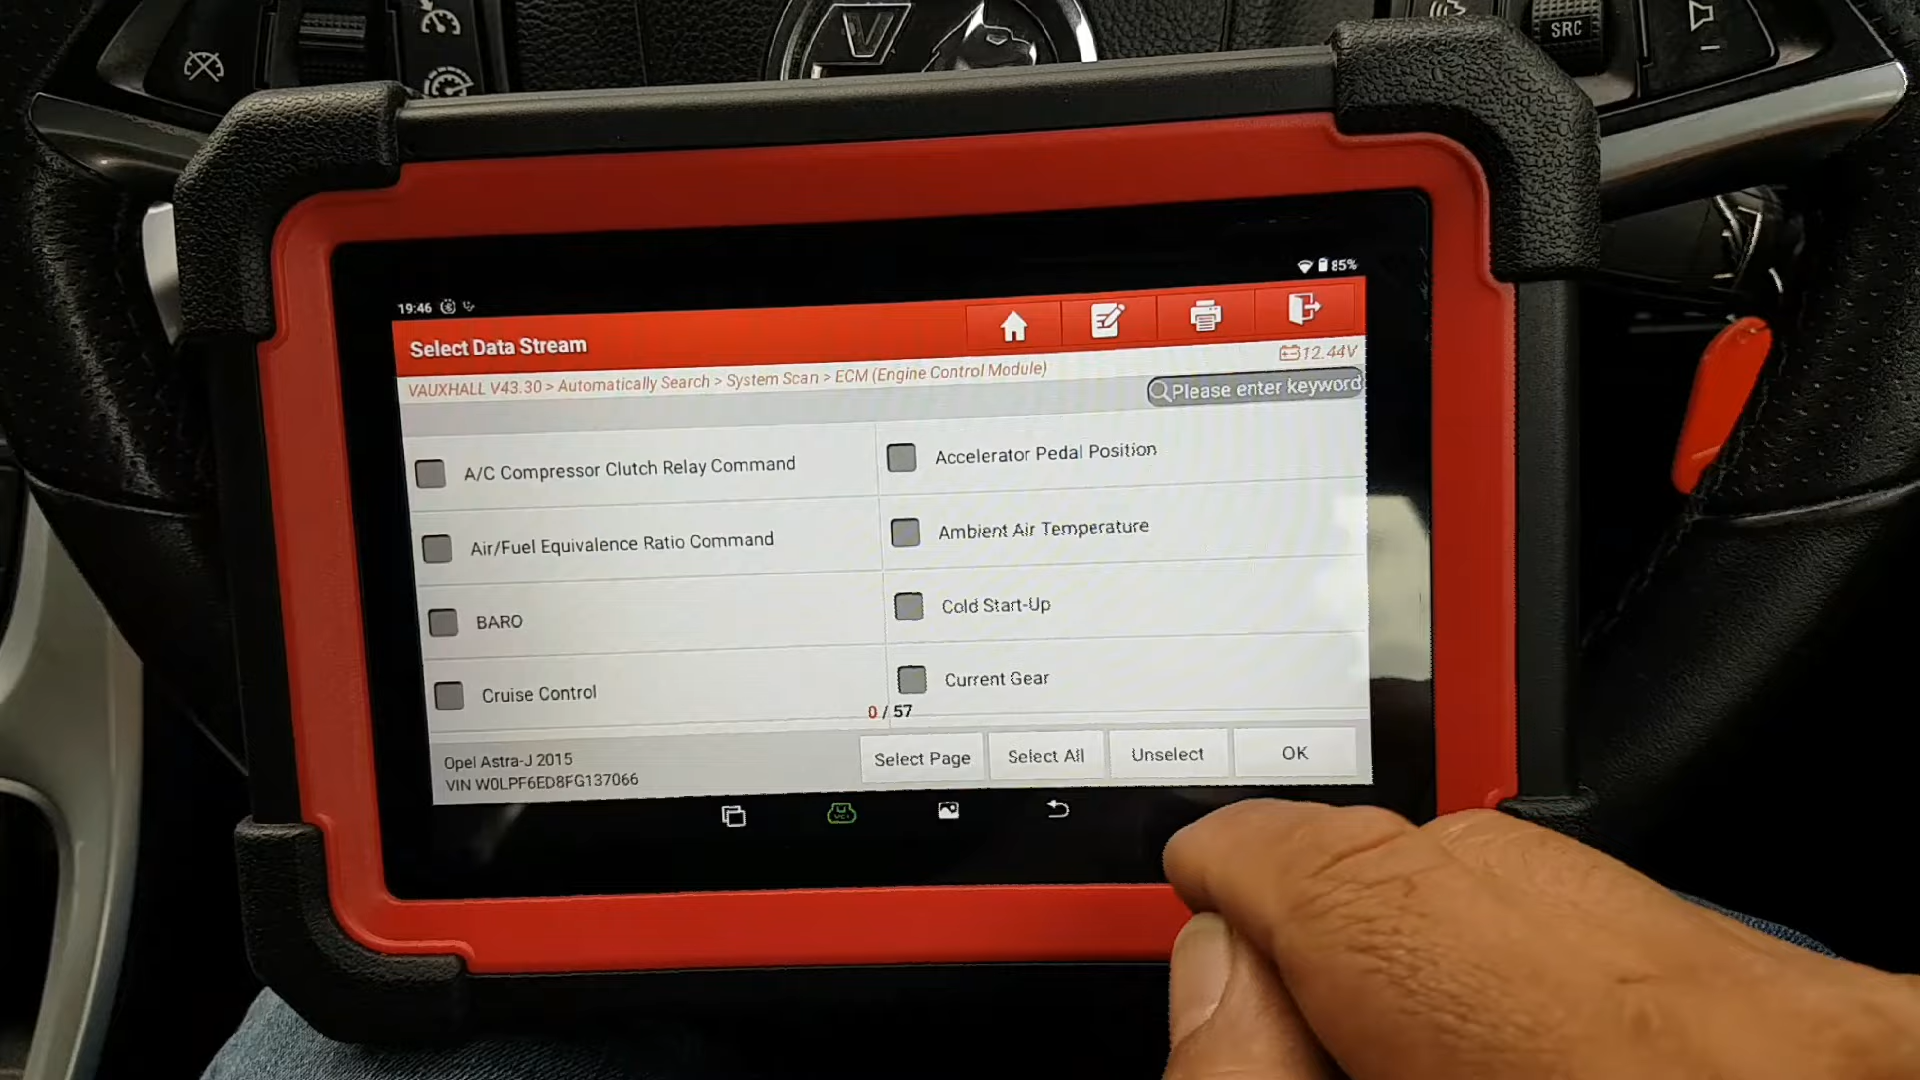 SRC
19:46
85%
Select Data Stream
VAUXHALL V43.30 > Automatically Search > System Scan > ECM (Engine Control Module)
12.44V
Please enter keyword
A/C Compressor Clutch Relay Command
Accelerator Pedal Position
Air/Fuel Equivalence Ratio Command
Ambient Air Temperature
BARO
Cold Start-Up
Cruise Control
Current Gear
0 / 57
Opel Astra-J 2015
VIN W0LPF6ED8FG137066
Select Page
Select All
Unselect
OK
VCI